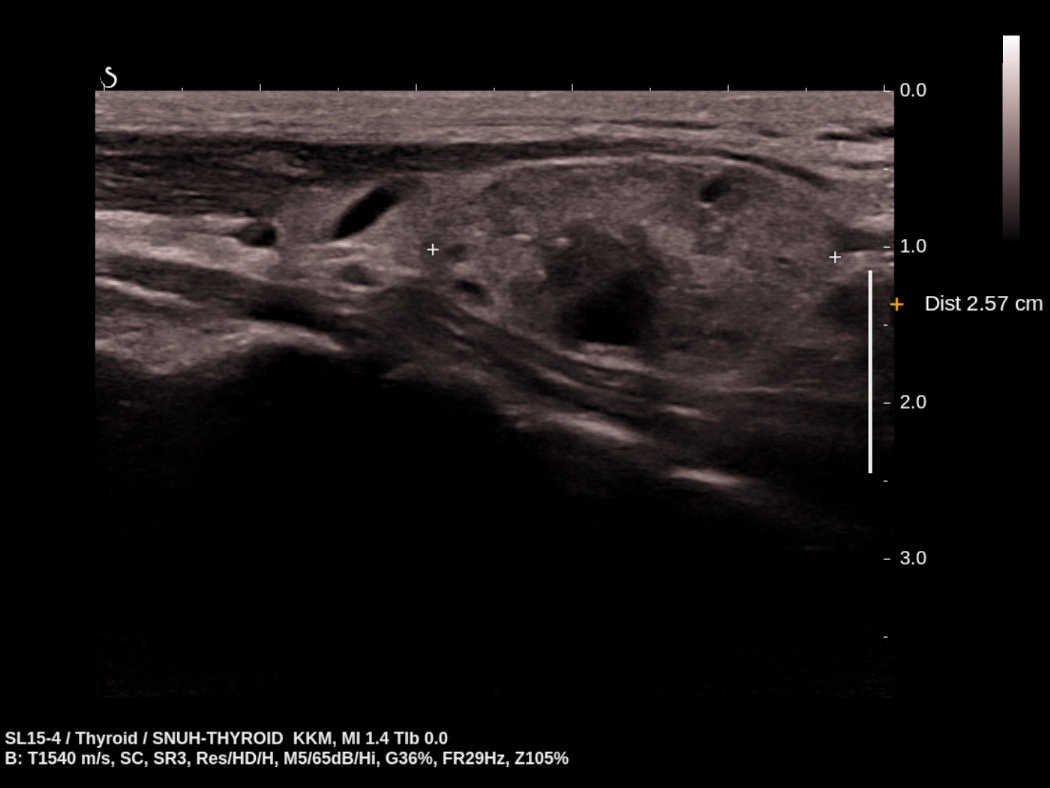 S
0.0
1.0
Dist 2.57 cm
2.0
3.0
SL15-4 / Thyroid / SNUH-THYROID KKM, MI 1.4 TIb 0.0
B: T1540 m/s, SC, SR3, Res/HD/H, M5/65dB/Hi, G36%, FR29Hz, Z105%